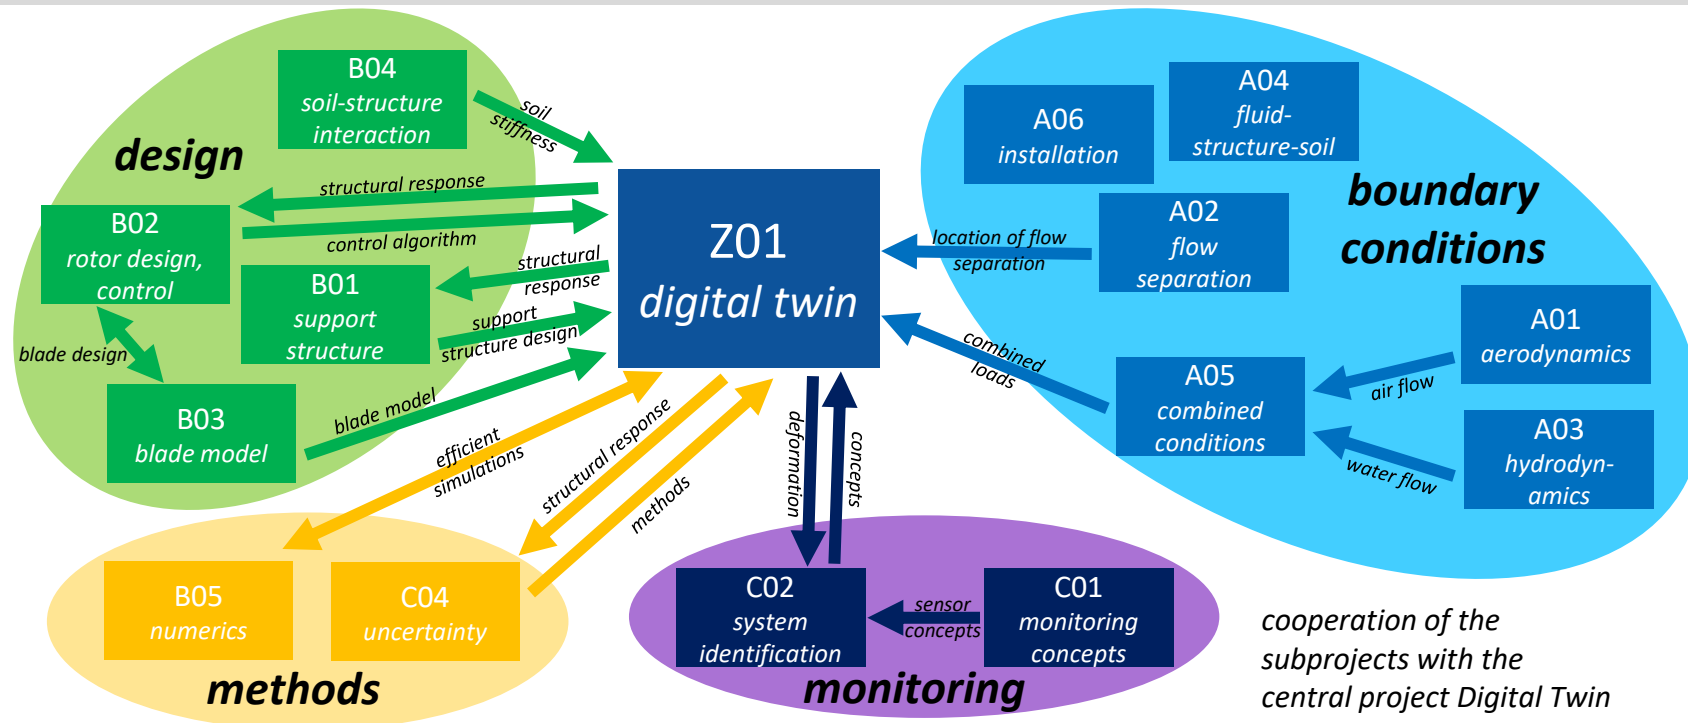 B04
soil-structure
interaction
design
soil
stiffness
structural response
B02
rotor design,
control
control algorithm
B01
support
structure
structural
response
support
structure design
blade design
B03
blade model
blade model
Z01
digital twin
A06
installation
A04
fluid-
structure-soil
boundary
conditions
A02
flow
separation
location of flow
separation
A01
aerodynamics
A05
combined
conditions
combined
loads
air flow
A03
hydrodyn-
amics
water flow
efficient
simulations
structural response
methods
deformation
concepts
B05
numerics
C04
uncertainty
methods
C02
system
identification
sensor
concepts
C01
monitoring
concepts
monitoring
cooperation of the
subprojects with the
central project Digital Twin